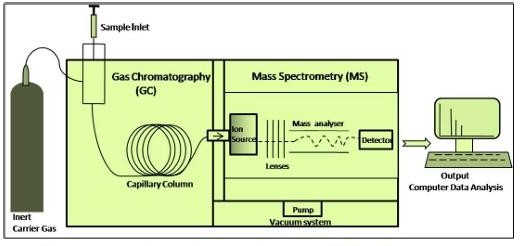 Sample Inlet
Gas Chromatography
(GC)
Mass Spectrometry (MS)
Ion
Source
Mass analyser
Detector
Lenses
Capillary Column
Output
Computer Data Analysis
Pump
Vacuum system
Inert
Carrier Gas